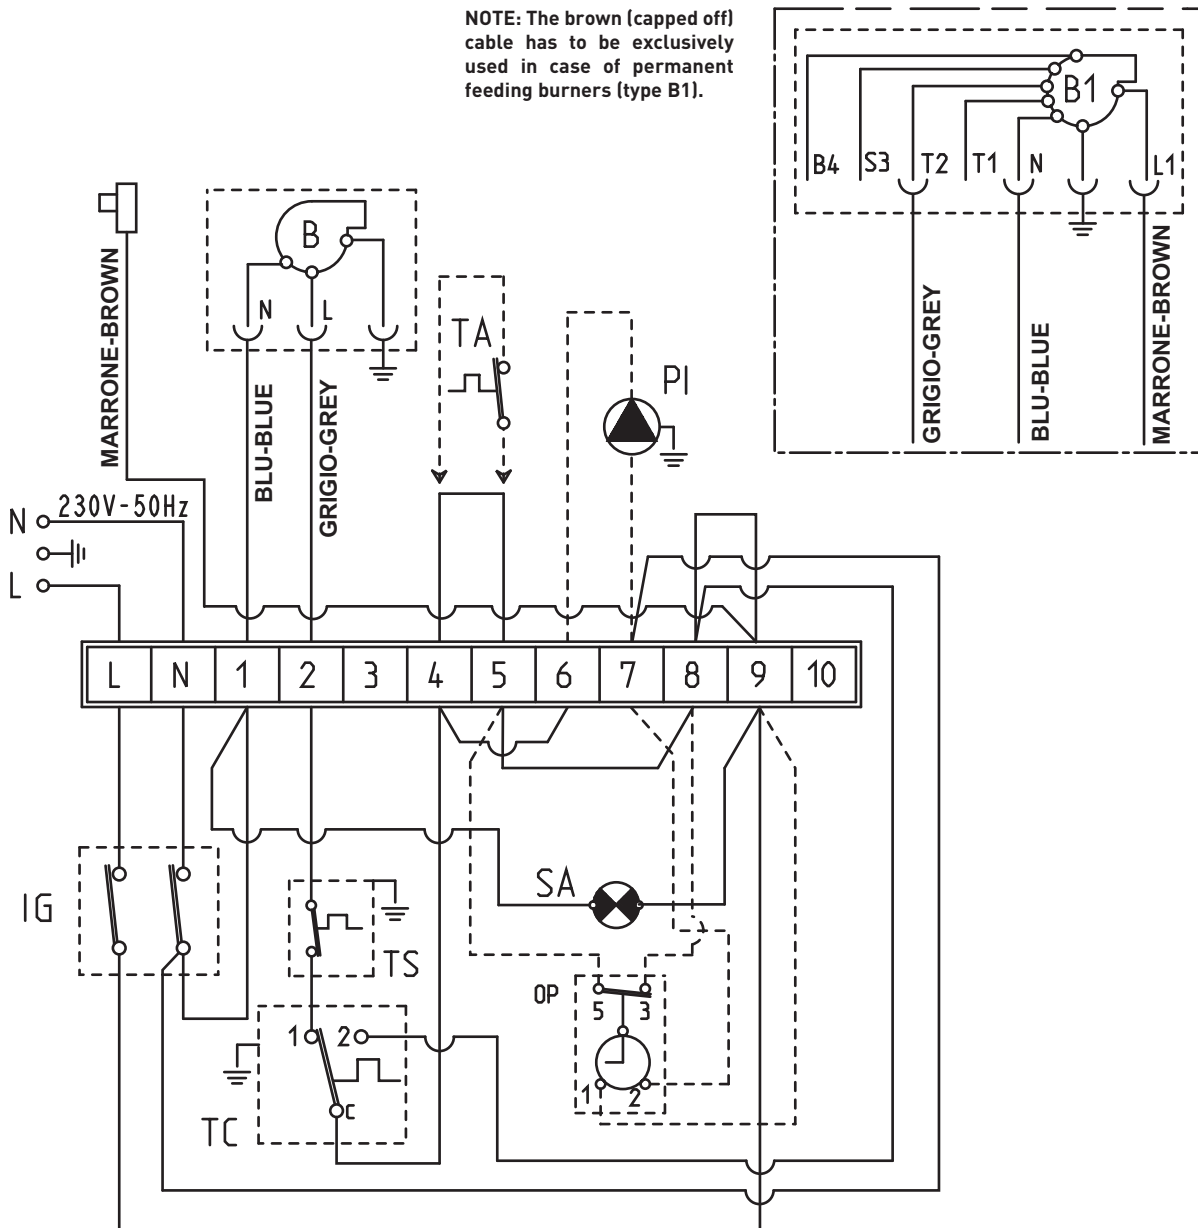 NOTE: The brown (capped off)
cable has to be exclusively
used in case of permanent
feeding burners (type B1).
B1
B4 S3 T2 T1 N L1
GRIGIO-GREY
BLU-BLUE
MARRONE-BROWN
MARRONE-BROWN
B
N L
BLU-BLUE
GRIGIO-GREY
TA
PI
N 230V-50Hz
L
L N 1 2 3 4 5 6 7 8 9 10
IG
SA
TS
OP
5 3
1 2
1 2
C
TC